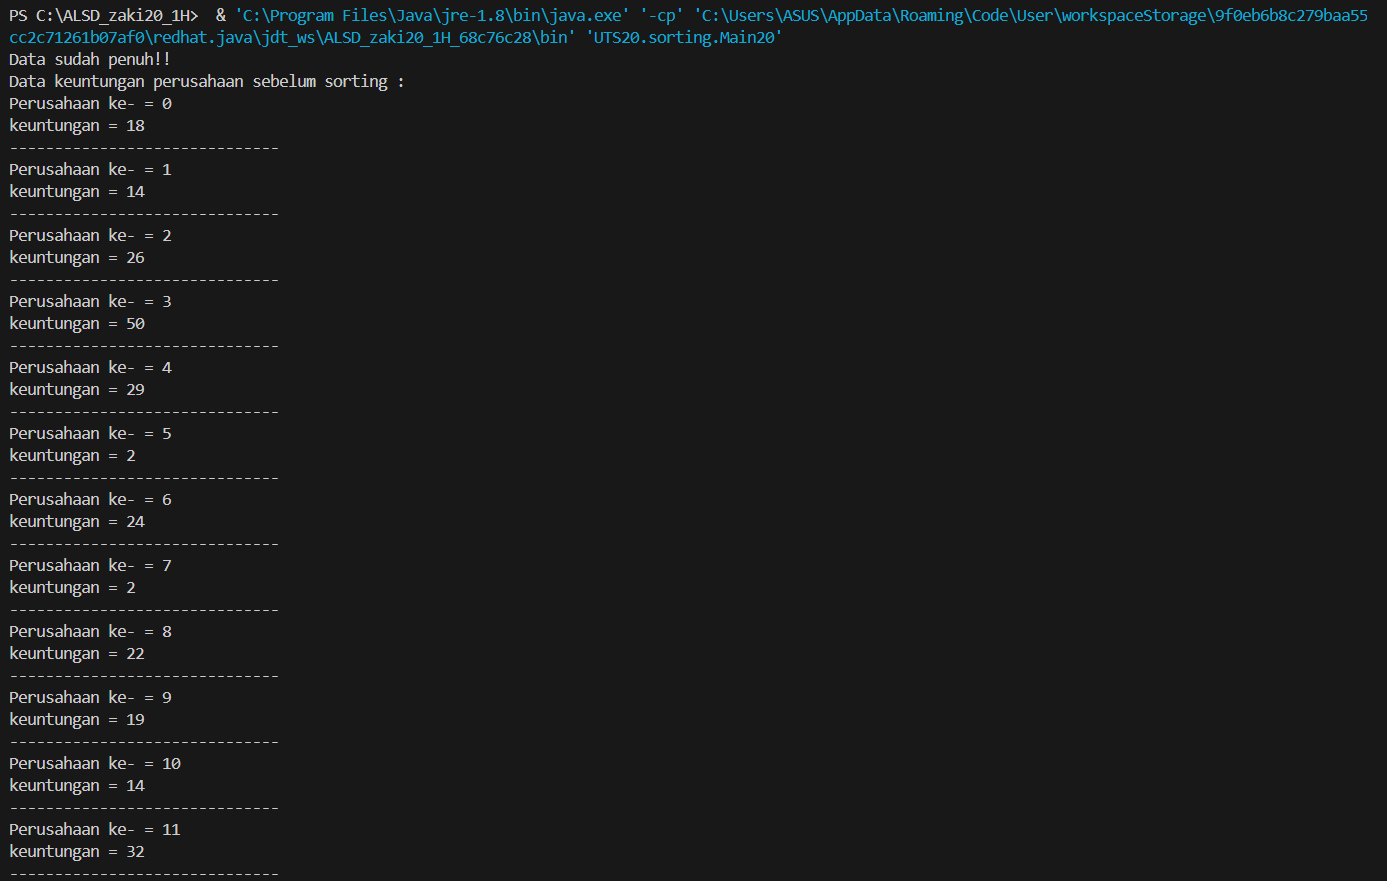 PS C:\ALSD_zaki20_1H>  & 'C:\Program Files\Java\jre-1.8\bin\java.exe' '-cp' 'C:\Users\ASUS\AppData\Roaming\Code\User\workspaceStorage\9f0eb6b8c279baa55
cc2c71261b07af0\redhat.java\jdt_ws\ALSD_zaki20_1H_68c76c28\bin' 'UTS20.sorting.Main20'
Data sudah penuh!!
Data keuntungan perusahaan sebelum sorting :
Perusahaan ke- = 0
keuntungan = 18
------------------------------
Perusahaan ke- = 1
keuntungan = 14
------------------------------
Perusahaan ke- = 2
keuntungan = 26
------------------------------
Perusahaan ke- = 3
keuntungan = 50
------------------------------
Perusahaan ke- = 4
keuntungan = 29
------------------------------
Perusahaan ke- = 5
keuntungan = 2
------------------------------
Perusahaan ke- = 6
keuntungan = 24
------------------------------
Perusahaan ke- = 7
keuntungan = 2
------------------------------
Perusahaan ke- = 8
keuntungan = 22
------------------------------
Perusahaan ke- = 9
keuntungan = 19
------------------------------
Perusahaan ke- = 10
keuntungan = 14
------------------------------
Perusahaan ke- = 11
keuntungan = 32
------------------------------